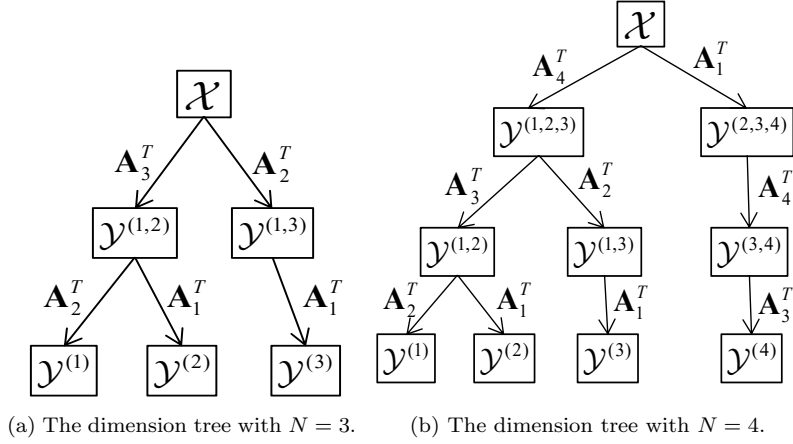 𝒳
𝐀₃ᵀ 𝐀₂ᵀ
𝒴^(1,2) 𝒴^(1,3)
𝐀₂ᵀ 𝐀₁ᵀ 𝐀₁ᵀ
𝒴^(1) 𝒴^(2) 𝒴^(3)
(a) The dimension tree with N = 3.
𝒳
𝐀₄ᵀ 𝐀₁ᵀ
𝒴^(1,2,3) 𝒴^(2,3,4)
𝐀₃ᵀ 𝐀₂ᵀ 𝐀₄ᵀ
𝒴^(1,2) 𝒴^(1,3) 𝒴^(3,4)
𝐀₂ᵀ 𝐀₁ᵀ 𝐀₁ᵀ 𝐀₃ᵀ
𝒴^(1) 𝒴^(2) 𝒴^(3) 𝒴^(4)
(b) The dimension tree with N = 4.